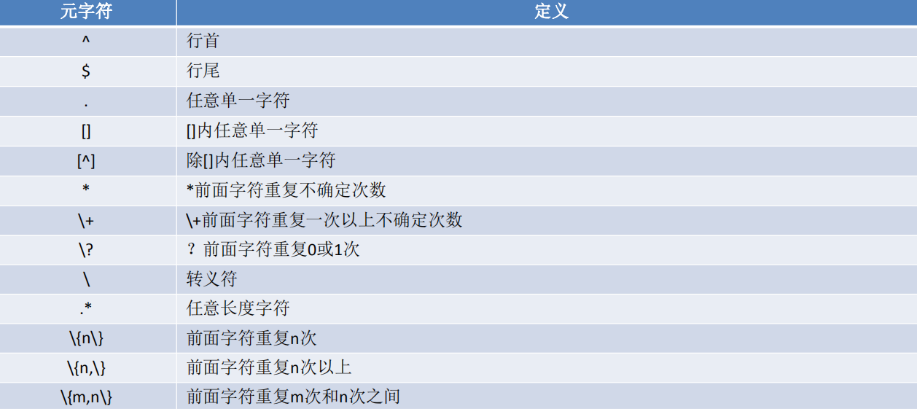 元字符 定义
^ 行首
$ 行尾
. 任意单一字符
[] []内任意单一字符
[^] 除[]内任意单一字符
* *前面字符重复不确定次数
\+ \+前面字符重复一次以上不确定次数
\? ？前面字符重复0或1次
\ 转义符
.* 任意长度字符
\{n\} 前面字符重复n次
\{n,\} 前面字符重复n次以上
\{m,n\} 前面字符重复m次和n次之间